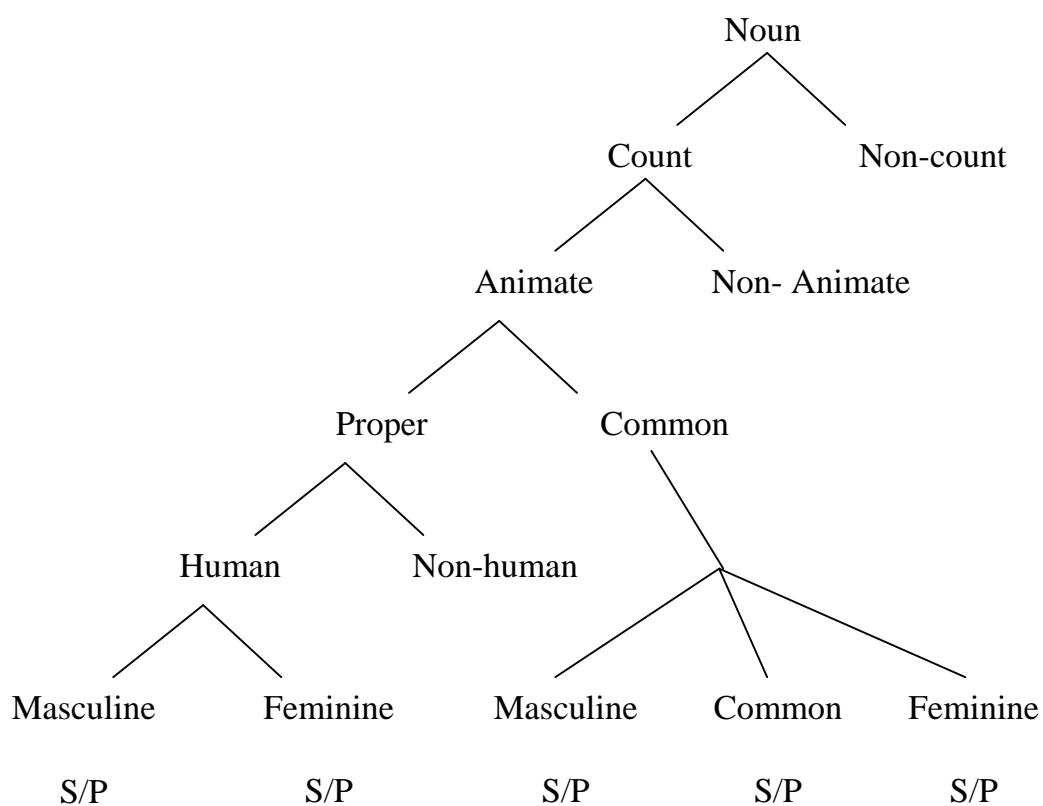 Noun
Count Non-count
Animate Non- Animate
Proper Common
Human Non-human
Masculine Feminine Masculine Common Feminine
S/P S/P S/P S/P S/P